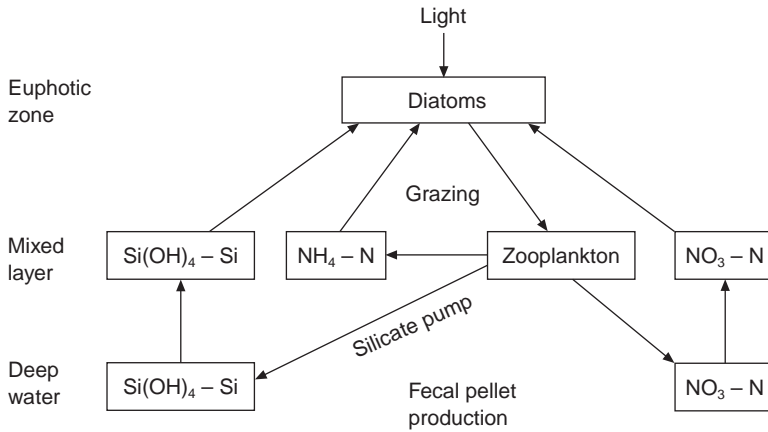 Light
Euphotic
zone
Diatoms
Grazing
Mixed
layer
Si(OH)₄ – Si
NH₄ – N
Zooplankton
NO₃ – N
Silicate pump
Deep
water
Si(OH)₄ – Si
Fecal pellet
production
NO₃ – N